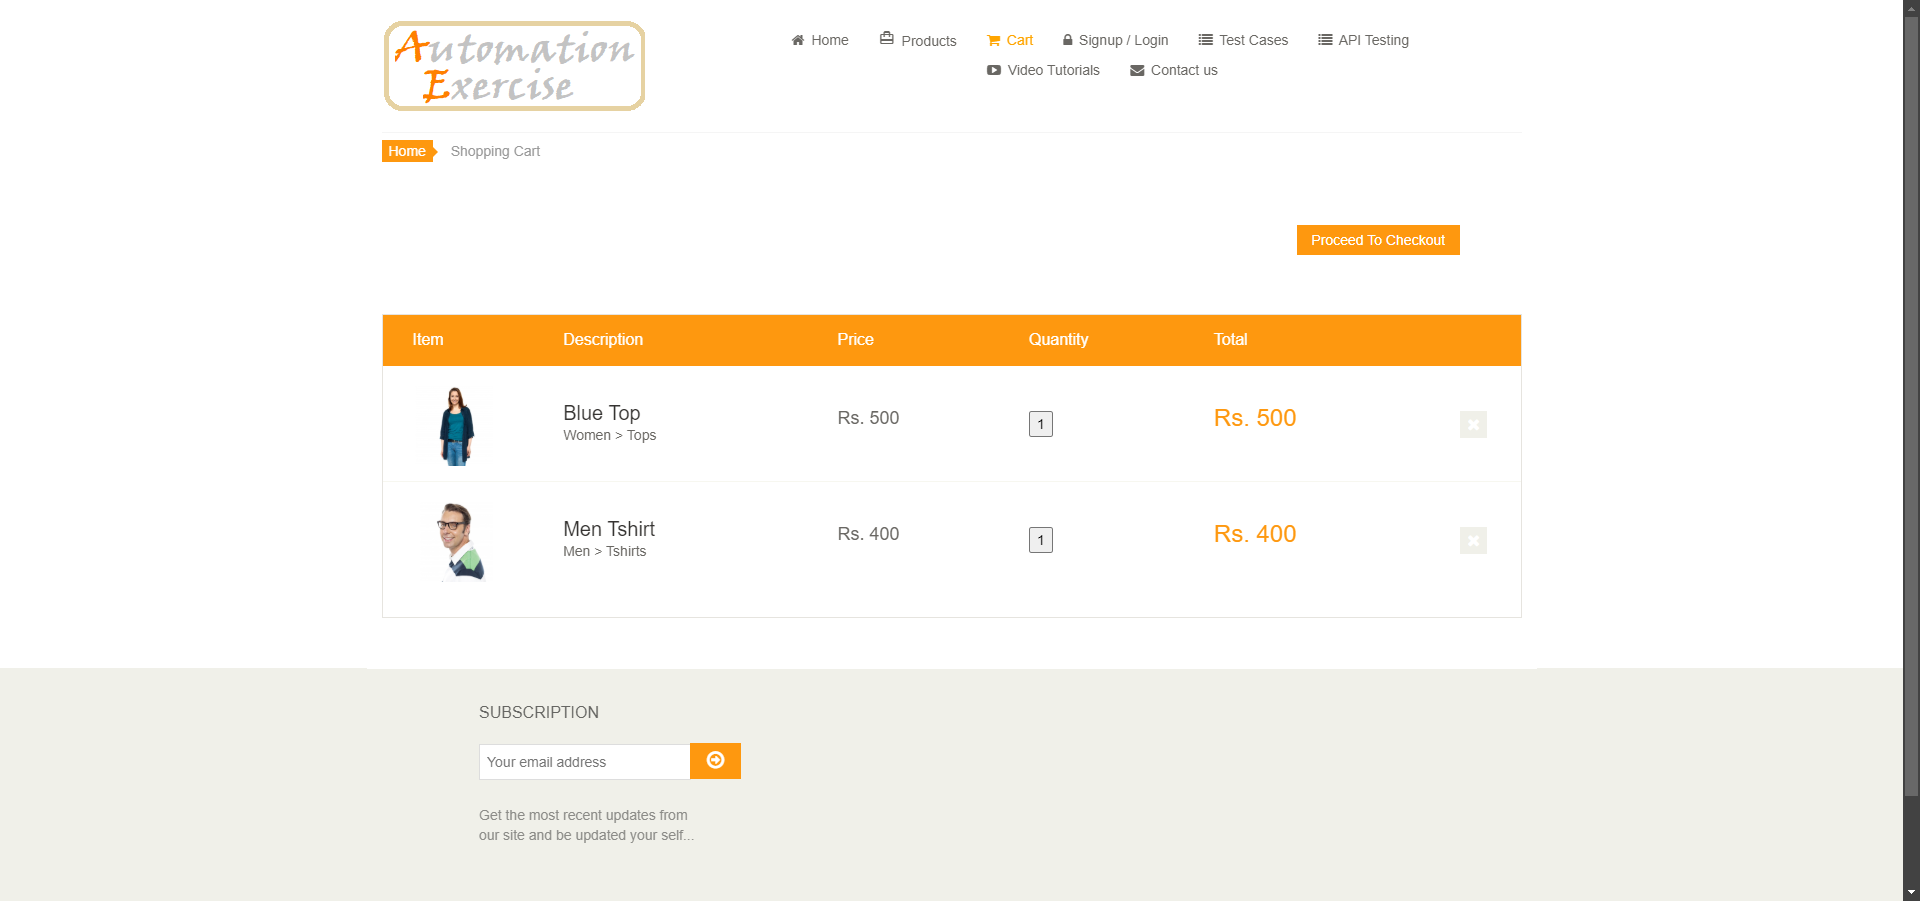 Automation
Exercise
Home Products Cart Signup / Login Test Cases API Testing
Video Tutorials Contact us
Home Shopping Cart
Proceed To Checkout
Item Description Price Quantity Total
Blue Top
Women > Tops
Rs. 500 1 Rs. 500
Men Tshirt
Men > Tshirts
Rs. 400 1 Rs. 400
SUBSCRIPTION
Your email address
Get the most recent updates from
our site and be updated your self...